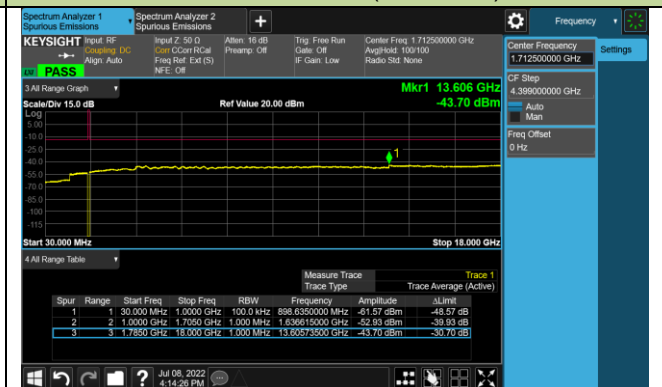 Spectrum Analyzer 1
Spurious Emissions
Spectrum Analyzer 2
Spurious Emissions
+
Frequency
KEYSIGHT
Input: RF
Coupling: DC
Align: Auto
Input Z: 50 Ω
Corr CCorr RCal
Freq Ref: Ext (S)
NFE: Off
Atten: 16 dB
Preamp: Off
Trig: Free Run
Gate: Off
IF Gain: Low
Center Freq: 1.712500000 GHz
Avg|Hold: 100/100
Radio Std: None
PASS
Center Frequency
1.712500000 GHz
Settings
CF Step
4.399000000 GHz
Auto
Man
Freq Offset
0 Hz
3 All Range Graph
Mkr1 13.606 GHz
-43.70 dBm
Scale/Div 15.0 dB
Ref Value 20.00 dBm
Log
5.00
-10.0
-25.0
-40.0
-55.0
-70.0
-85.0
-100
-115
1
Start 30.000 MHz
Stop 18.000 GHz
4 All Range Table
Measure Trace
Trace 1
Trace Type
Trace Average (Active)
Spur Range Start Freq Stop Freq RBW Frequency Amplitude ΔLimit
1 1 30.000 MHz 1.0000 GHz 100.0 kHz 898.6350000 MHz -61.57 dBm -48.57 dB
2 2 1.0000 GHz 1.7050 GHz 1.000 MHz 1.636615000 GHz -52.93 dBm -39.93 dB
3 3 1.7850 GHz 18.000 GHz 1.000 MHz 13.60573500 GHz -43.70 dBm -30.70 dB
?
Jul 08, 2022
4:14:26 PM